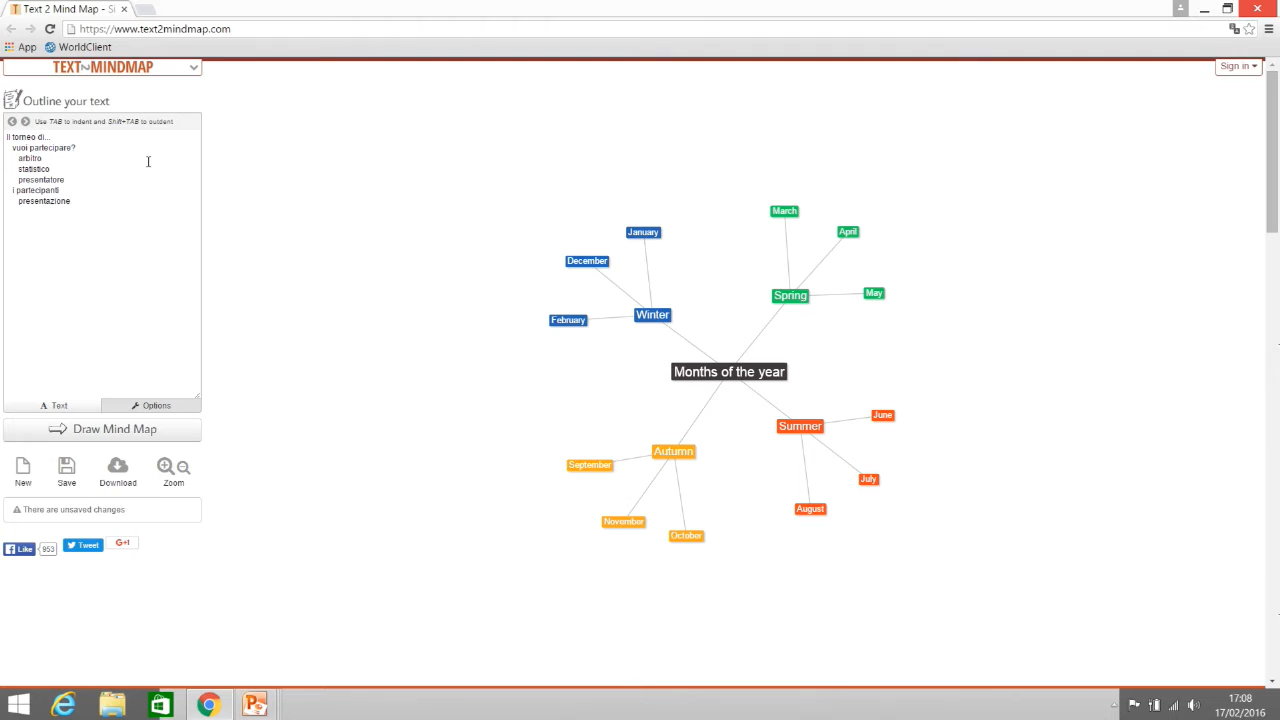 Text 2 Mind Map - Si
https://www.text2mindmap.com
App
WorldClient
TEXT2MINDMAP
Sign in
Outline your text
Use TAB to indent and Shift+TAB to outdent
Il torneo di...
vuoi partecipare?
arbitro
statistico
presentatore
i partecipanti
presentazione
Text
Options
Draw Mind Map
New
Save
Download
Zoom
There are unsaved changes
Like
953
Tweet
G+1
March
January
April
December
Spring
May
Winter
February
Months of the year
June
Summer
Autumn
September
July
August
November
October
17:08
17/02/2016